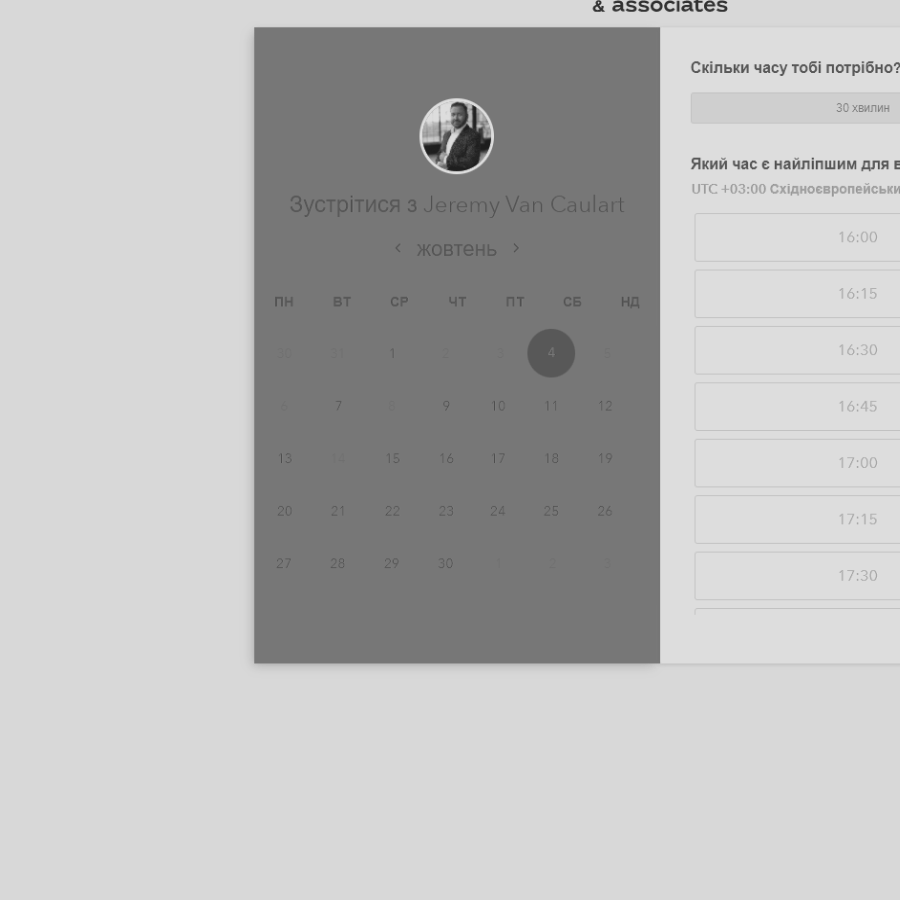 & associates
Зустрітися з Jeremy Van Caulart
‹ жовтень ›
ПН ВТ СР ЧТ ПТ СБ НД
30 31 1 2 3 4 5
6 7 8 9 10 11 12
13 14 15 16 17 18 19
20 21 22 23 24 25 26
27 28 29 30 1 2 3
Скільки часу тобі потрібно?
30 хвилин
Який час є найліпшим для
UTC +03:00
16:00
16:15
16:30
16:45
17:00
17:15
17:30